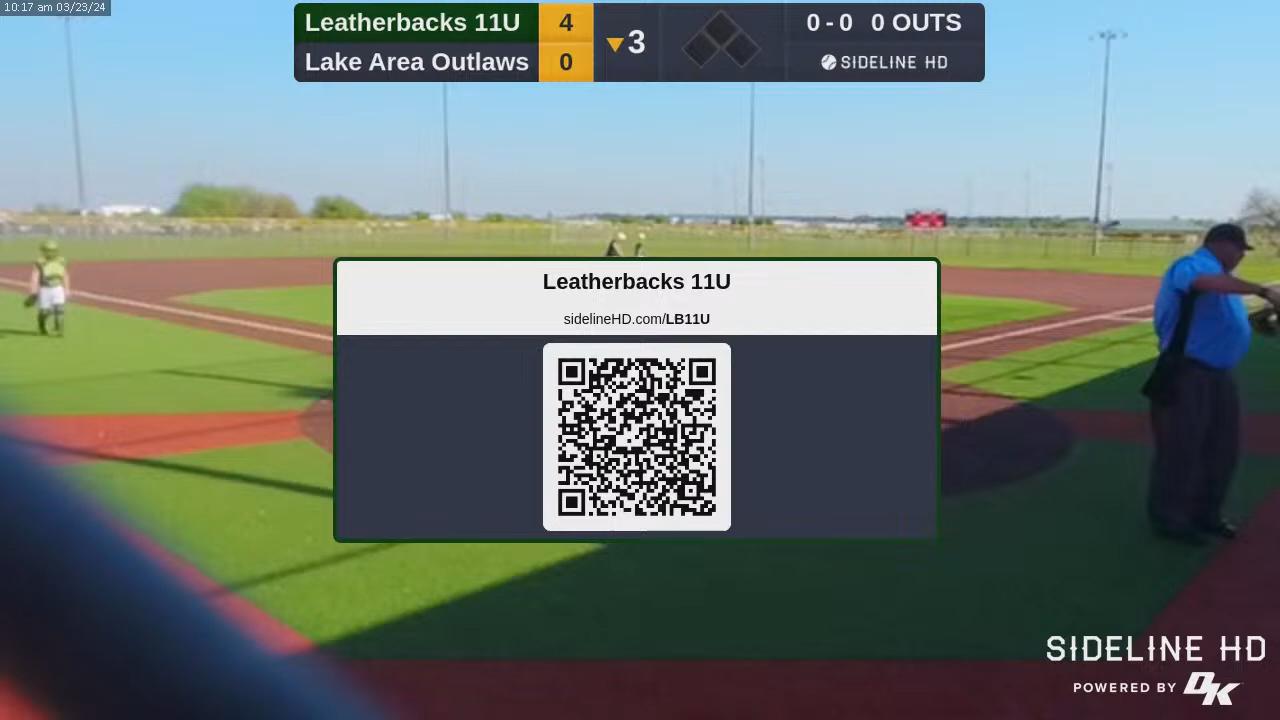 10:17 am 03/23/24
Leatherbacks 11U 4
Lake Area Outlaws 0
3
0 - 0 0 OUTS
SIDELINE HD
Leatherbacks 11U
sidelineHD.com/LB11U
SIDELINE HD
POWERED BY DK